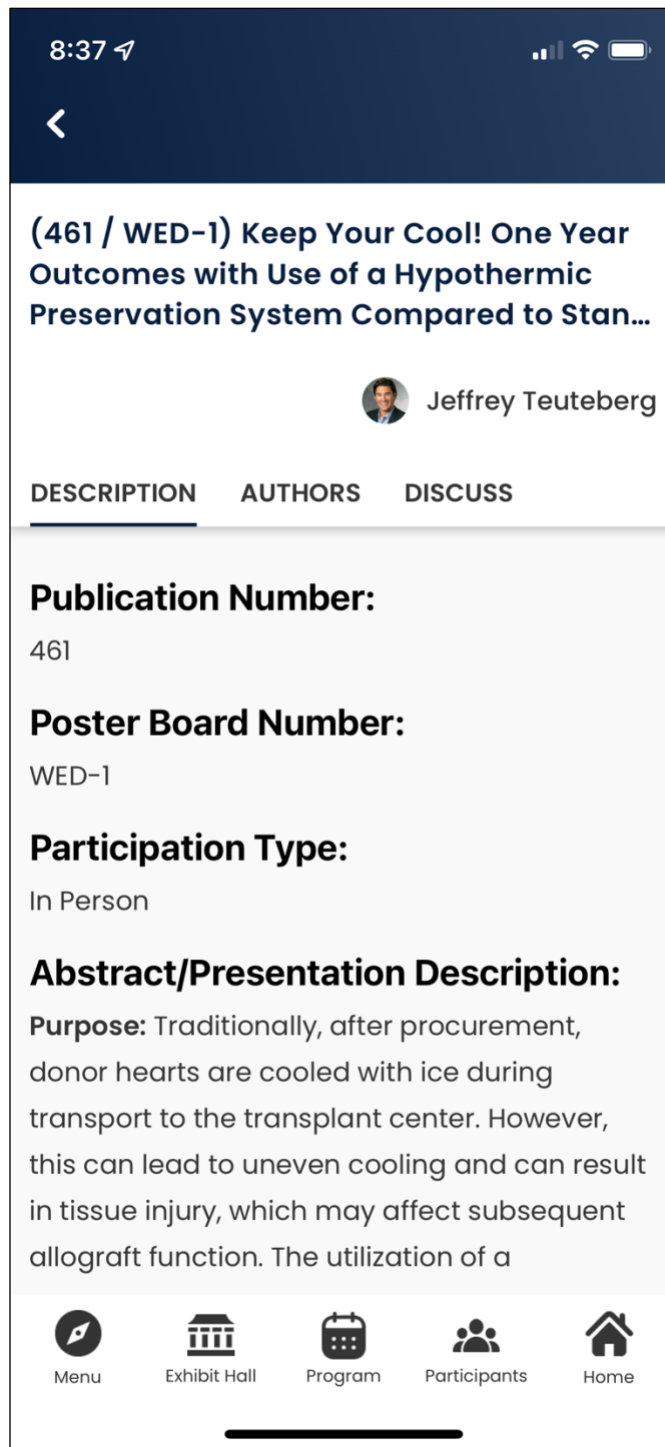 8:37
(461 / WED-1) Keep Your Cool! One Year
Outcomes with Use of a Hypothermic
Preservation System Compared to Stan...
Jeffrey Teuteberg
DESCRIPTION AUTHORS DISCUSS
Publication Number:
461
Poster Board Number:
WED-1
Participation Type:
In Person
Abstract/Presentation Description:
Purpose: Traditionally, after procurement,
donor hearts are cooled with ice during
transport to the transplant center. However,
this can lead to uneven cooling and can result
in tissue injury, which may affect subsequent
allograft function. The utilization of a
Menu Exhibit Hall Program Participants Home